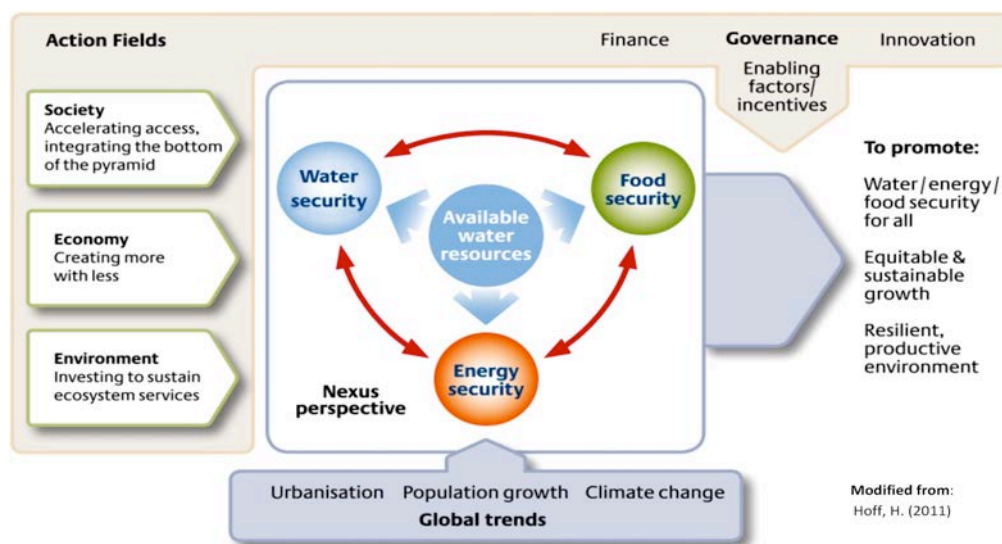 Action Fields
Finance
Governance
Innovation
Enabling
factors/
incentives
Society
Accelerating access,
integrating the bottom
of the pyramid
Economy
Creating more
with less
Environment
Investing to sustain
ecosystem services
Water
security
Food
security
Available
water
resources
Energy
security
Nexus
perspective
To promote:
Water/energy/
food security
for all
Equitable &
sustainable
growth
Resilient,
productive
environment
Urbanisation Population growth Climate change
Global trends
Modified from:
Hoff, H. (2011)